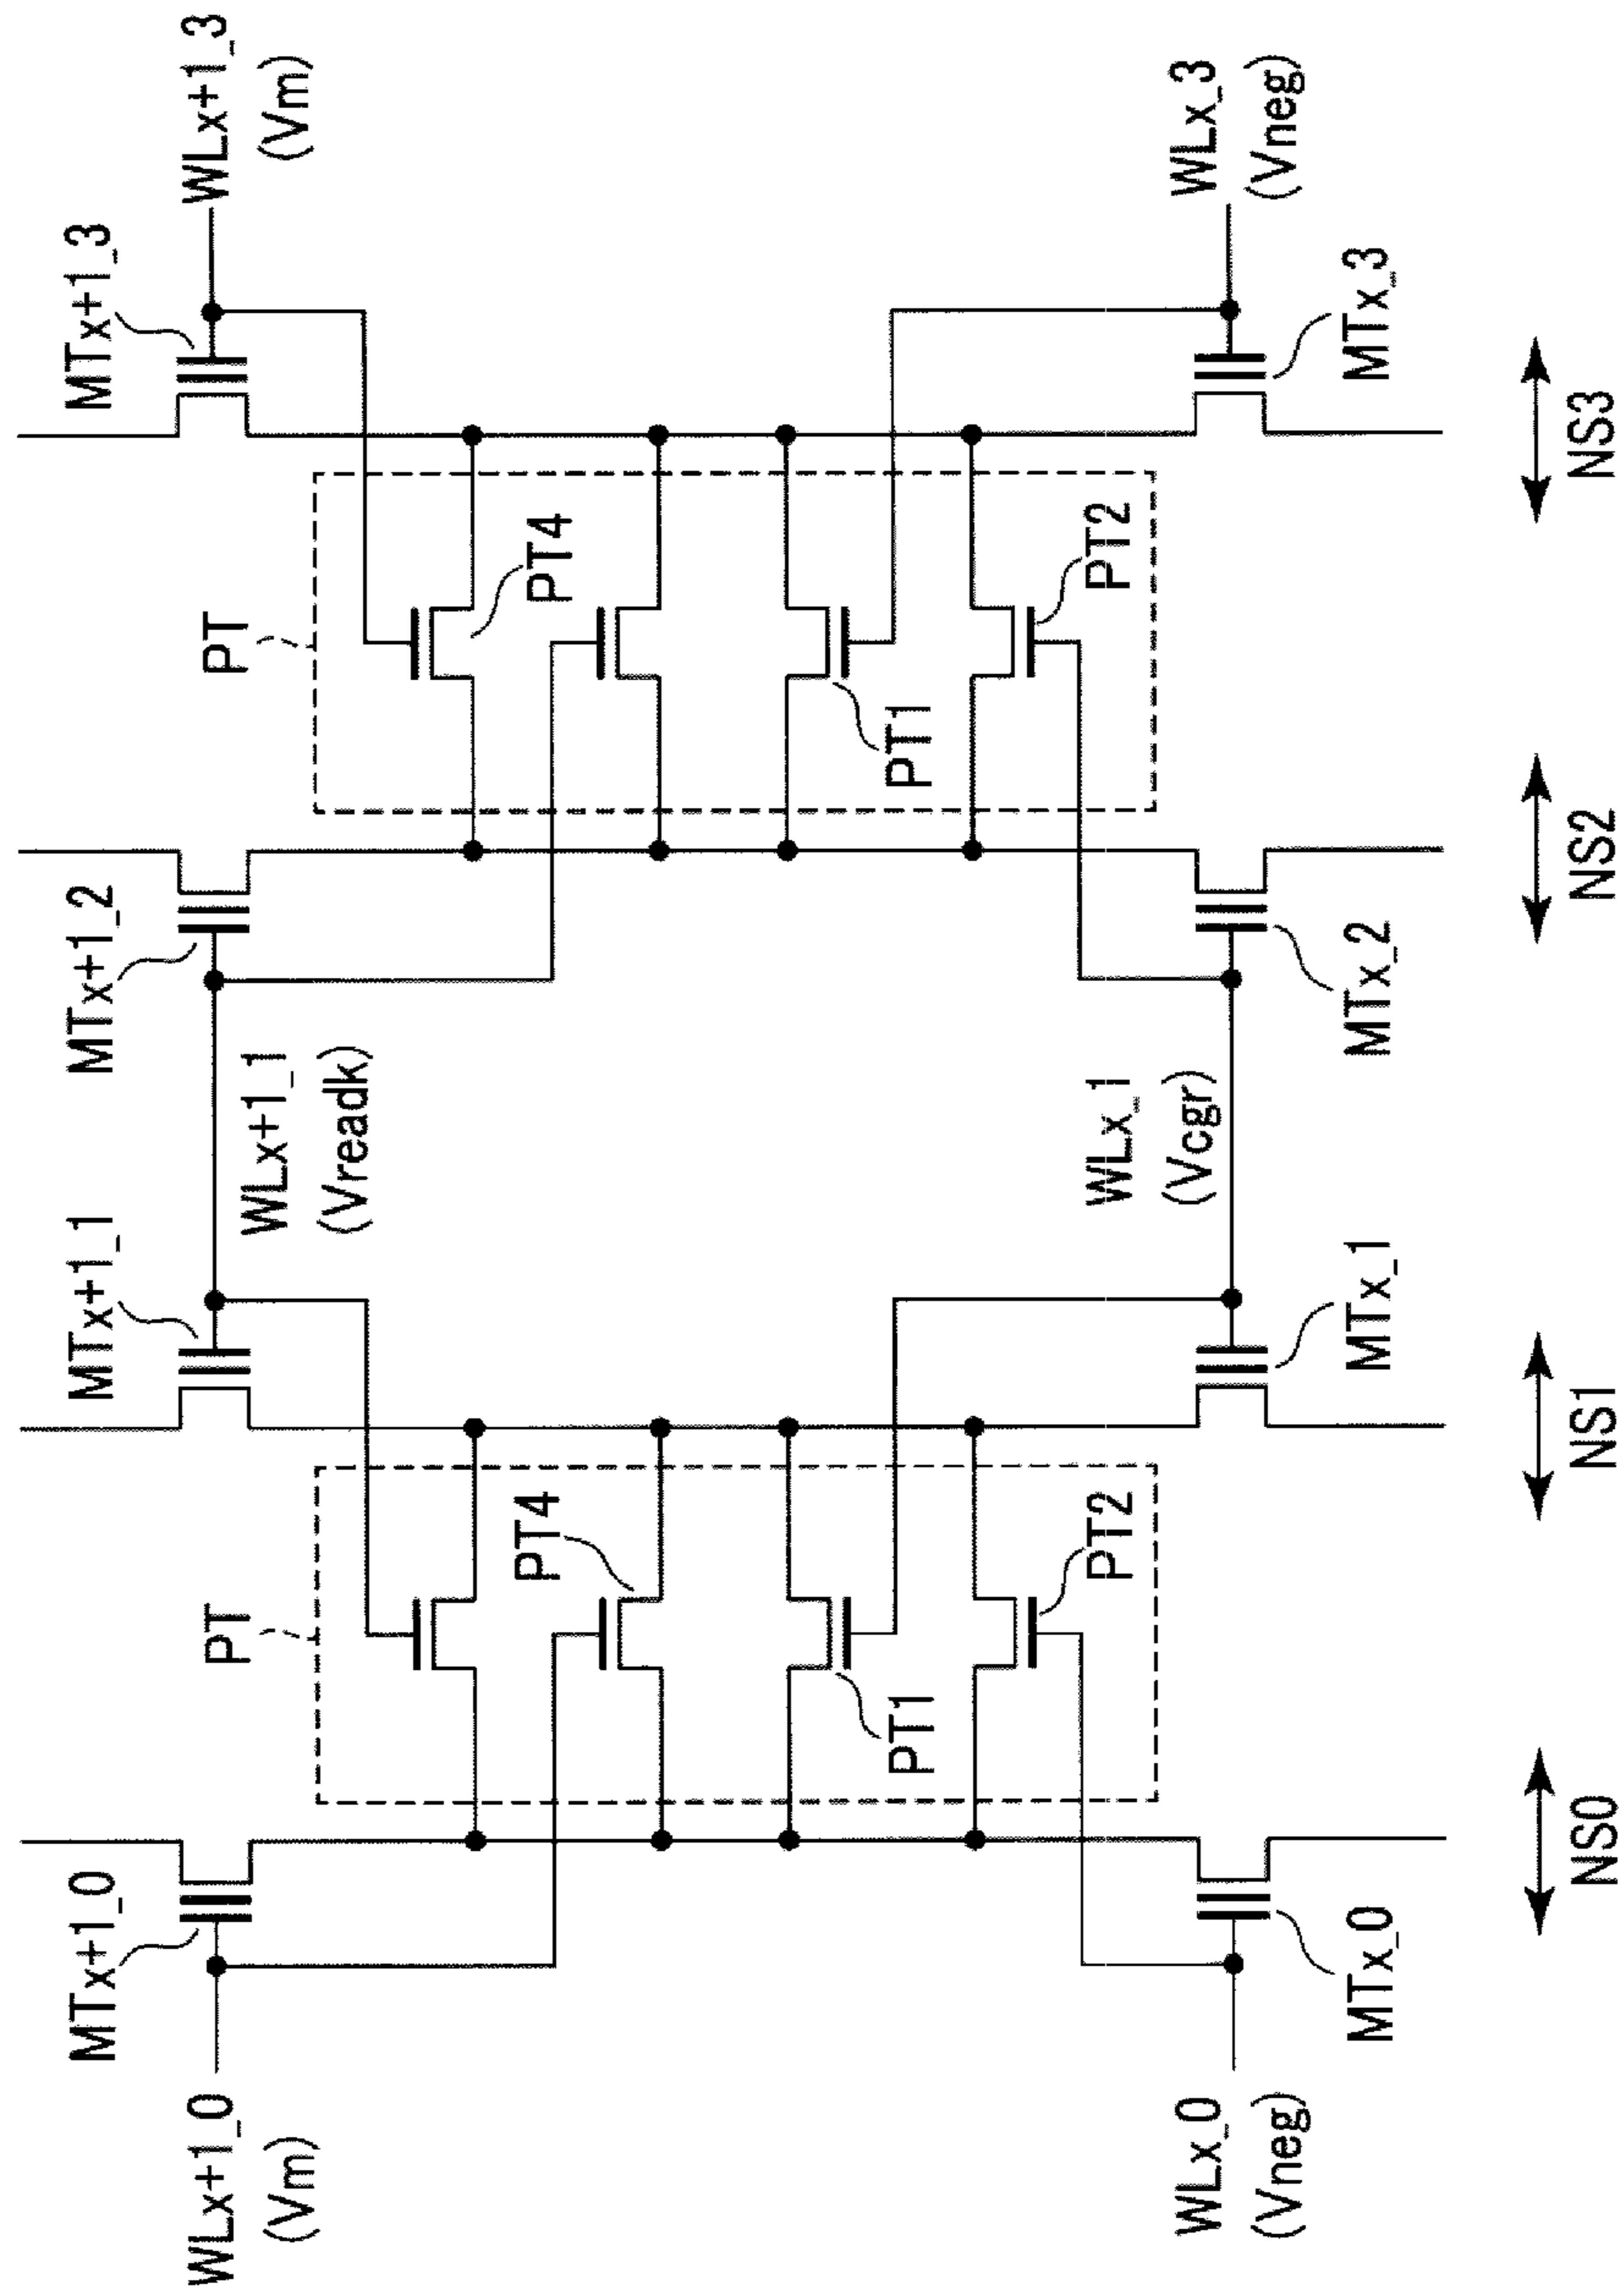 MTx+1_0
MTx+1_1
MTx+1_2
MTx+1_3
WLx+1_0
(Vm)
WLx+1_1
(Vreadk)
WLx+1_3
(Vm)
PT
PT
PT4
PT4
PT1
PT1
PT2
PT2
WLx_0
(Vneg)
WLx_1
(Vcgr)
WLx_3
(Vneg)
MTx_0
MTx_1
MTx_2
MTx_3
NS0
NS1
NS2
NS3